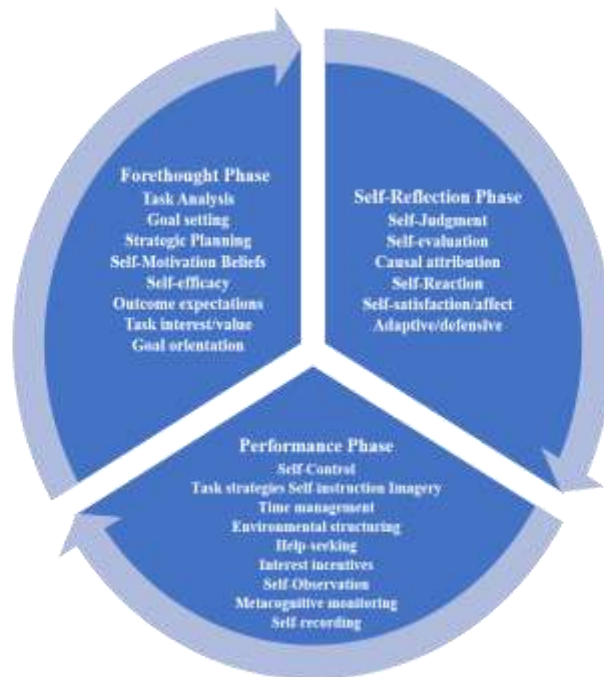 Forethought Phase
Task Analysis
Goal setting
Strategic Planning
Self-Motivation Beliefs
Self-efficacy
Outcome expectations
Task interest/value
Goal orientation
Self-Reflection Phase
Self-Judgment
Self-evaluation
Causal attribution
Self-Reaction
Self-satisfaction/affect
Adaptive/defensive
Performance Phase
Self-Control
Task strategies Self-instruction Imagery
Time management
Environmental structuring
Help-seeking
Interest incentives
Self-Observation
Metacognitive monitoring
Self-recording